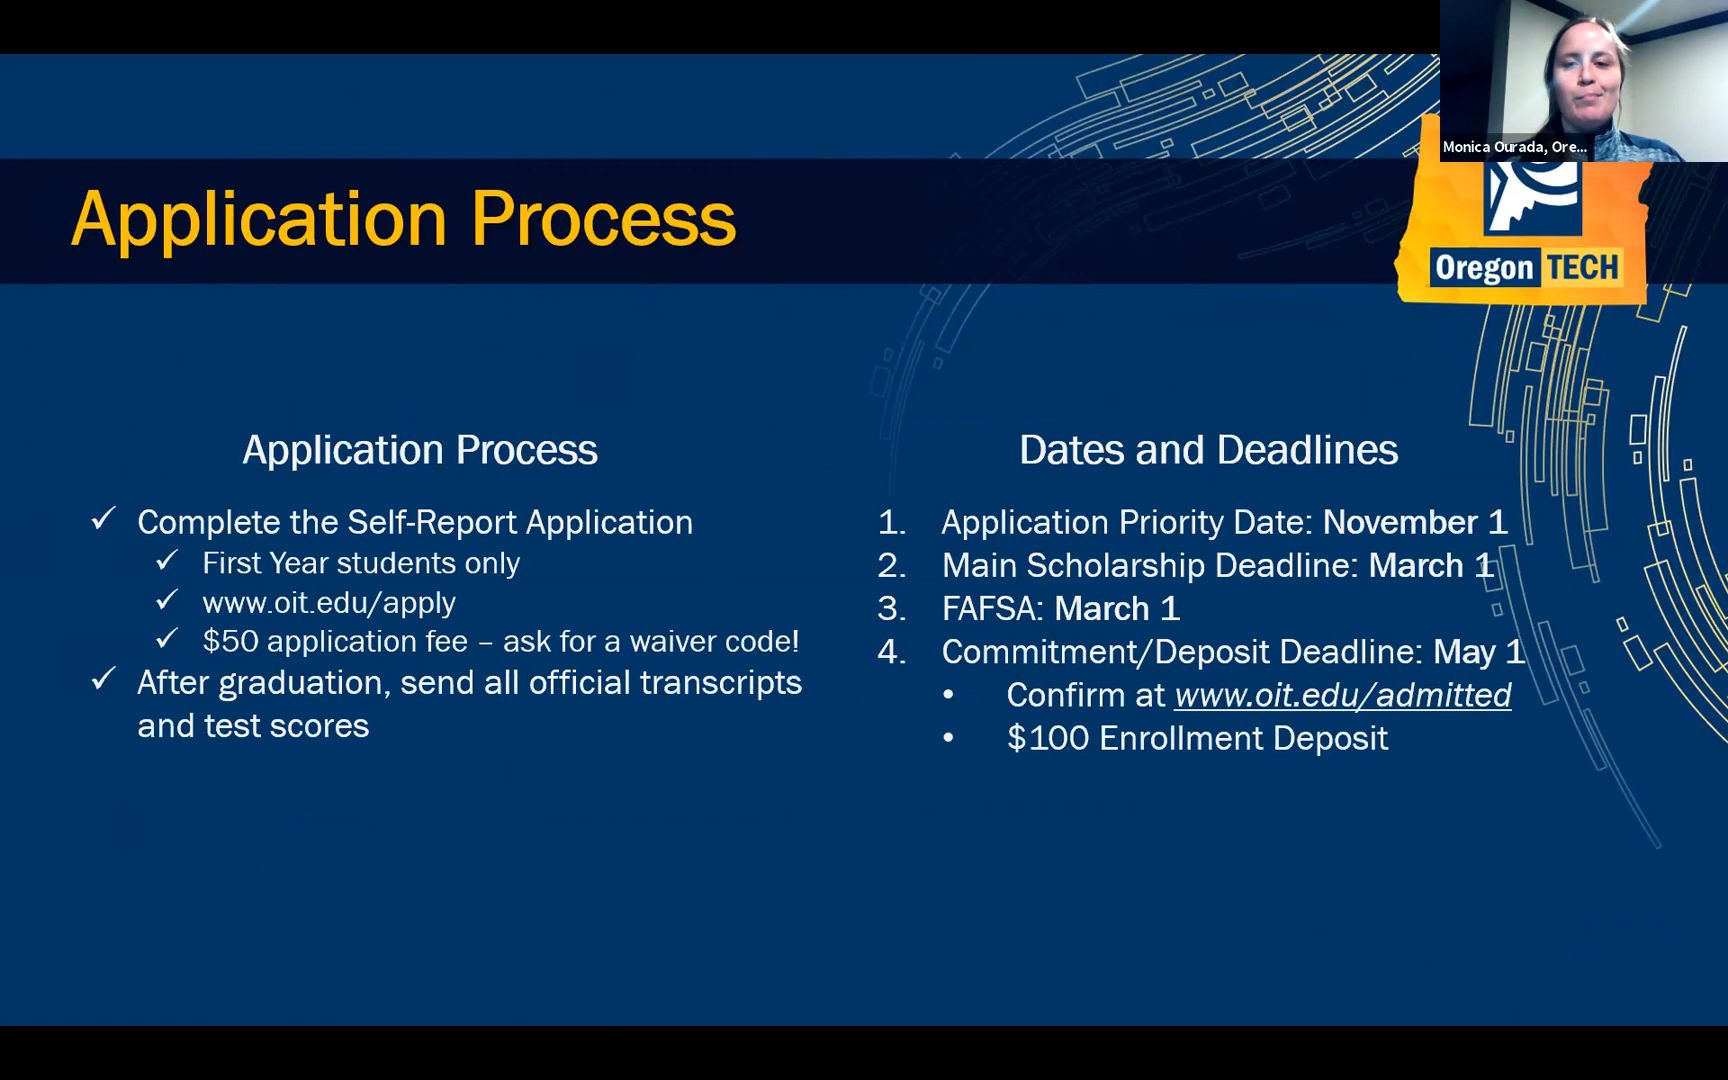 Monica Ourada, Ore...
Application Process
Oregon TECH
Application Process
✓ Complete the Self-Report Application
✓ First Year students only
✓ www.oit.edu/apply
✓ $50 application fee – ask for a waiver code!
✓ After graduation, send all official transcripts
and test scores
Dates and Deadlines
1. Application Priority Date: November 1
2. Main Scholarship Deadline: March 1
3. FAFSA: March 1
4. Commitment/Deposit Deadline: May 1
• Confirm at www.oit.edu/admitted
• $100 Enrollment Deposit